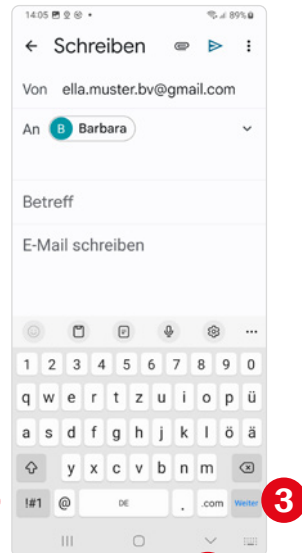 14:05 89%
Schreiben
Von ella.muster.bv@gmail.com
An B Barbara
Betreff
E-Mail schreiben
1 2 3 4 5 6 7 8 9 0
q w e r t z u i o p ü
a s d f g h j k l ö ä
y x c v b n m
!#1 @ DE . .com Weiter 3